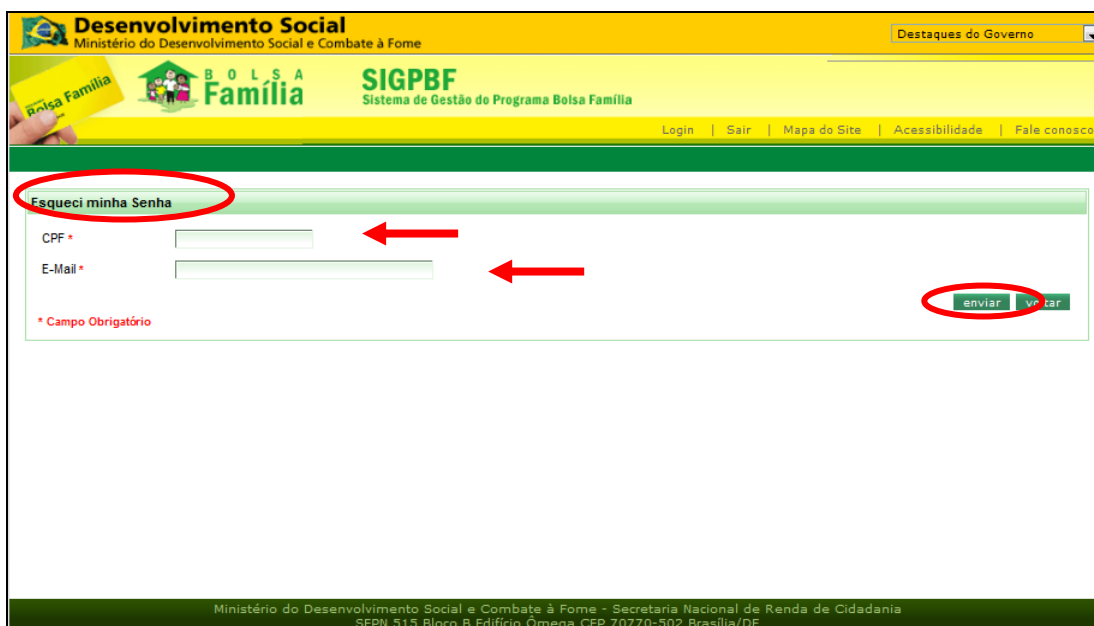 Desenvolvimento Social
Ministério do Desenvolvimento Social e Combate à Fome
Destaques do Governo
Bolsa Família
BOLSA
Família
SIGPBF
Sistema de Gestão do Programa Bolsa Família
Login | Sair | Mapa do Site | Acessibilidade | Fale conosco
Esqueci minha Senha
CPF *
E-Mail *
enviar voltar
* Campo Obrigatório
Ministério do Desenvolvimento Social e Combate à Fome - Secretaria Nacional de Renda de Cidadania
SEPN 515 Bloco B Edifício Ômega CEP 70770-502 Brasília/DF